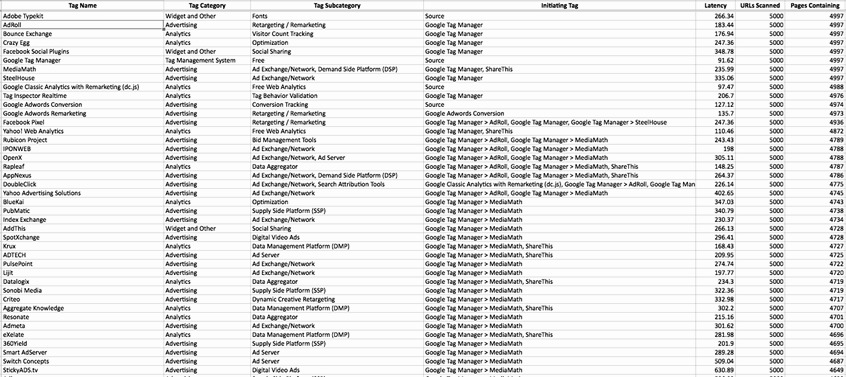 Tag Name Tag Category Tag Subcategory Initiating Tag Latency URLs Scanned Pages Containing
Adobe Typekit Widget and Other Fonts Source 266.34 5000 4997
AdRoll Advertising Retargeting / Remarketing Google Tag Manager 183.44 5000 4997
Bounce Exchange Analytics Visitor Count Tracking Google Tag Manager 176.94 5000 4997
Crazy Egg Analytics Optimization Google Tag Manager 247.36 5000 4997
Facebook Social Plugins Widget and Other Social Sharing Google Tag Manager 348.78 5000 4997
Google Tag Manager Tag Management System Free Source 91.62 5000 4997
MediaMath Advertising Ad Exchange/Network, Demand Side Platform (DSP) Google Tag Manager, ShareThis 235.99 5000 4997
SteelHouse Advertising Ad Exchange/Network Google Tag Manager 335.06 5000 4997
Google Classic Analytics with Remarketing (dc.js) Analytics Free Web Analytics Source 97.47 5000 4988
Tag Inspector Realtime Analytics Tag Behavior Validation Google Tag Manager 206.7 5000 4976
Google Adwords Conversion Advertising Conversion Tracking Source 127.12 5000 4974
Google Adwords Remarketing Advertising Retargeting / Remarketing Google Adwords Conversion 135.7 5000 4973
Facebook Pixel Advertising Retargeting / Remarketing Google Tag Manager > AdRoll, Google Tag Manager > SteelHouse 247.36 5000 4936
Yahoo! Web Analytics Analytics Free Web Analytics Google Tag Manager, ShareThis 110.46 5000 4872
Rubicon Project Advertising Bid Management Tools Google Tag Manager > AdRoll, Google Tag Manager > MediaMath 243.43 5000 4789
IPONWEB Advertising Ad Exchange/Network Google Tag Manager > AdRoll, Google Tag Manager > MediaMath 198 5000 4788
OpenX Advertising Ad Exchange/Network, Ad Server Google Tag Manager > AdRoll, Google Tag Manager > MediaMath 305.11 5000 4788
Rapleaf Analytics Data Aggregator Google Tag Manager > AdRoll, Google Tag Manager > MediaMath, ShareThis 148.25 5000 4787
AppNexus Advertising Ad Exchange/Network, Demand Side Platform (DSP) Google Tag Manager > AdRoll, Google Tag Manager > MediaMath, ShareThis 264.37 5000 4786
DoubleClick Advertising Ad Exchange/Network, Search Attribution Tools Google Classic Analytics with Remarketing (dc.js), Google Tag Manager > AdRoll, Google Tag Man 226.14 5000 4775
Yahoo Advertising Solutions Advertising Ad Exchange/Network Google Tag Manager > AdRoll, Google Tag Manager > MediaMath 402.65 5000 4745
BlueKai Analytics Optimization Google Tag Manager > MediaMath 347.03 5000 4743
PubMatic Advertising Supply Side Platform (SSP) Google Tag Manager > MediaMath 340.79 5000 4738
Index Exchange Advertising Ad Exchange/Network Google Tag Manager > MediaMath 230.37 5000 4734
AddThis Widget and Other Social Sharing Google Tag Manager > MediaMath 266.13 5000 4728
SpotXchange Advertising Digital Video Ads Google Tag Manager > MediaMath 296.41 5000 4728
Krux Analytics Data Management Platform (DMP) Google Tag Manager > MediaMath, ShareThis 168.43 5000 4727
ADTECH Advertising Ad Server Google Tag Manager > MediaMath, ShareThis 209.95 5000 4725
PulsePoint Advertising Ad Exchange/Network Google Tag Manager > MediaMath 274.74 5000 4722
Lijit Advertising Ad Exchange/Network Google Tag Manager > MediaMath 197.77 5000 4720
Datalogix Analytics Data Aggregator Google Tag Manager > MediaMath, ShareThis 234.3 5000 4719
Sonobi Media Advertising Supply Side Platform (SSP) Google Tag Manager > MediaMath 322.36 5000 4719
Criteo Advertising Dynamic Creative Retargeting Google Tag Manager > MediaMath 332.98 5000 4717
Aggregate Knowledge Analytics Data Management Platform (DMP) Google Tag Manager > MediaMath, ShareThis 302.2 5000 4707
Resonate Analytics Data Aggregator Google Tag Manager > MediaMath 215.16 5000 4701
Admeta Advertising Ad Exchange/Network Google Tag Manager > MediaMath 301.62 5000 4700
eXelate Analytics Data Management Platform (DMP) Google Tag Manager > MediaMath, ShareThis 281.98 5000 4696
360Yield Advertising Supply Side Platform (SSP) Google Tag Manager > MediaMath 201.9 5000 4695
Smart AdServer Advertising Ad Server Google Tag Manager > MediaMath 289.28 5000 4694
Switch Concepts Advertising Ad Server Google Tag Manager > MediaMath 509.04 5000 4687
StickyADS.tv Advertising Digital Video Ads Google Tag Manager > MediaMath 630.89 5000 4649